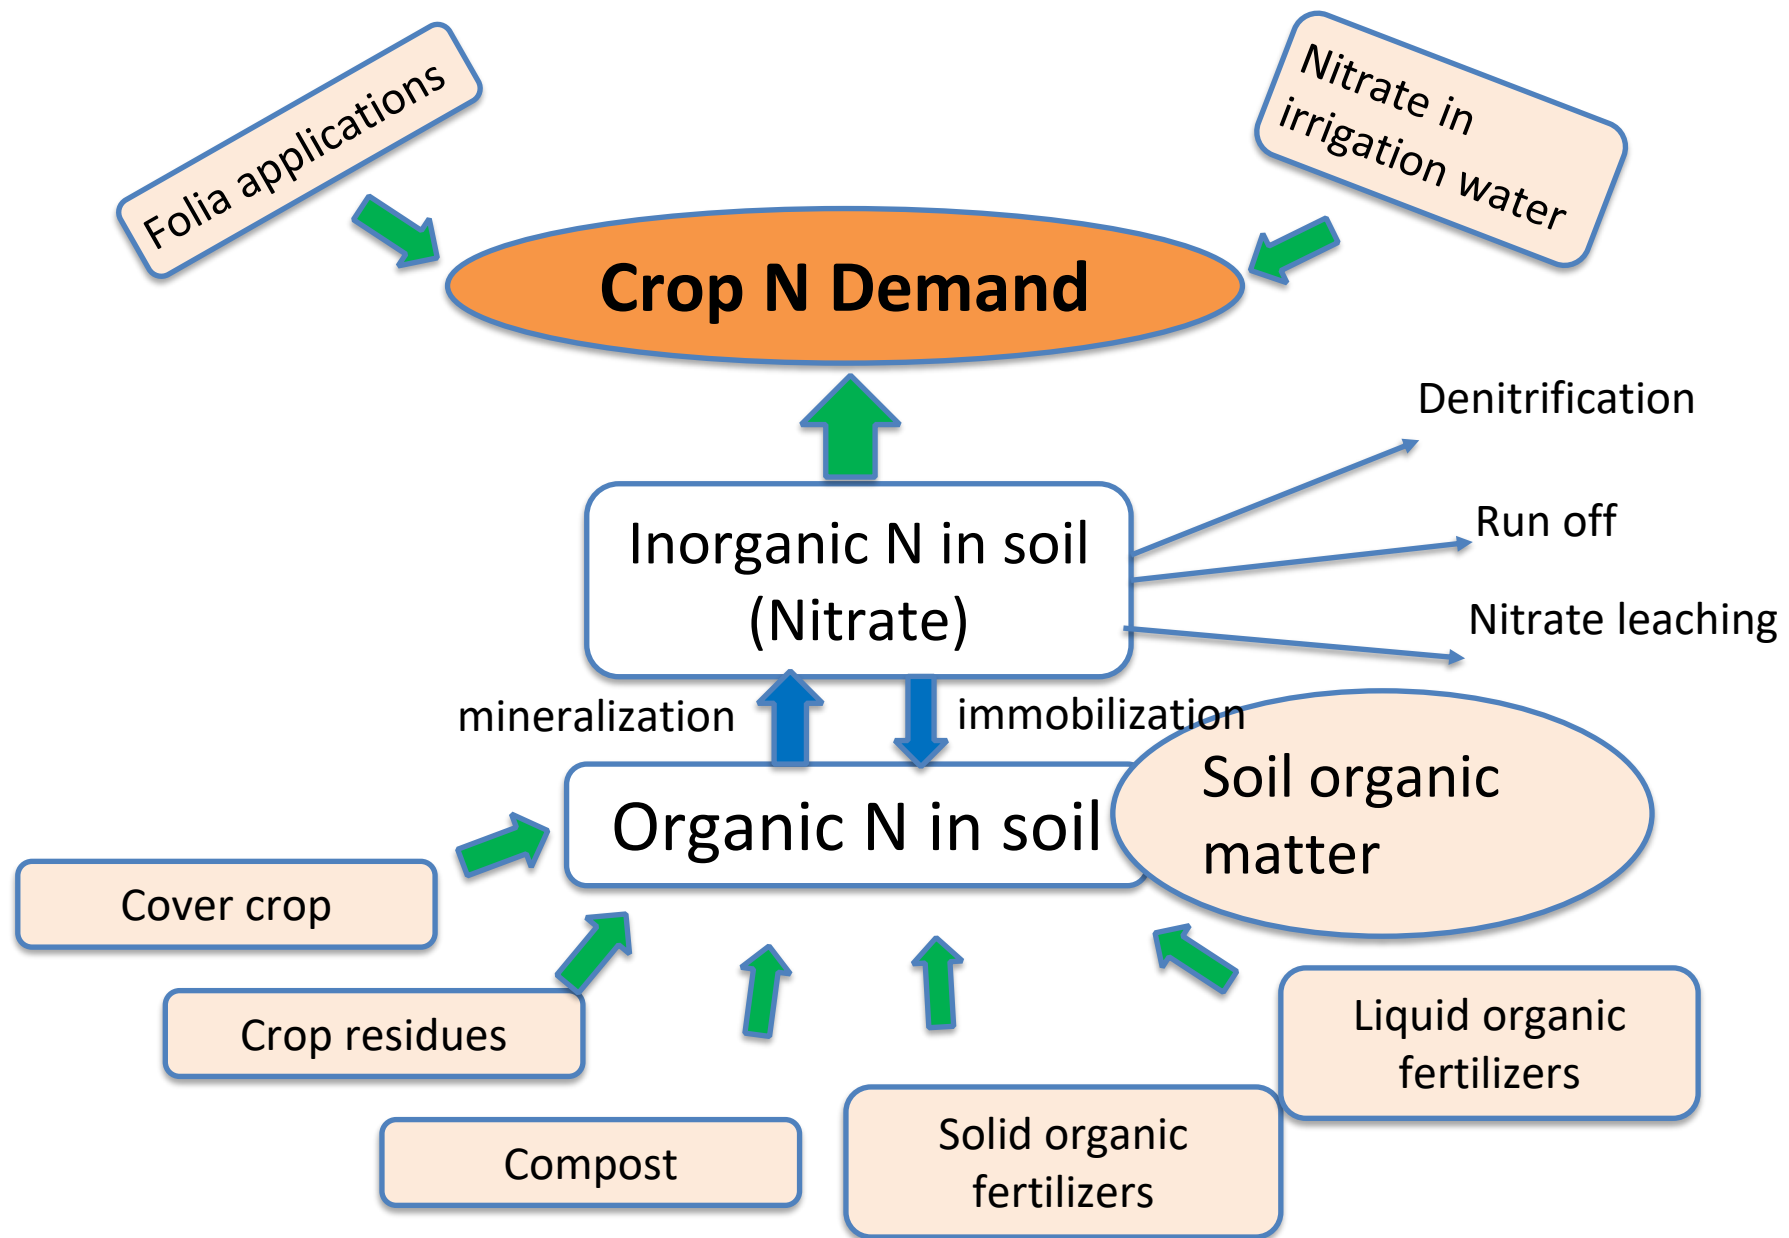 Folia applications
Nitrate in
irrigation water
Crop N Demand
Denitrification
Run off
Nitrate leaching
Inorganic N in soil
(Nitrate)
mineralization
immobilization
Organic N in soil
Soil organic
matter
Cover crop
Crop residues
Compost
Solid organic
fertilizers
Liquid organic
fertilizers